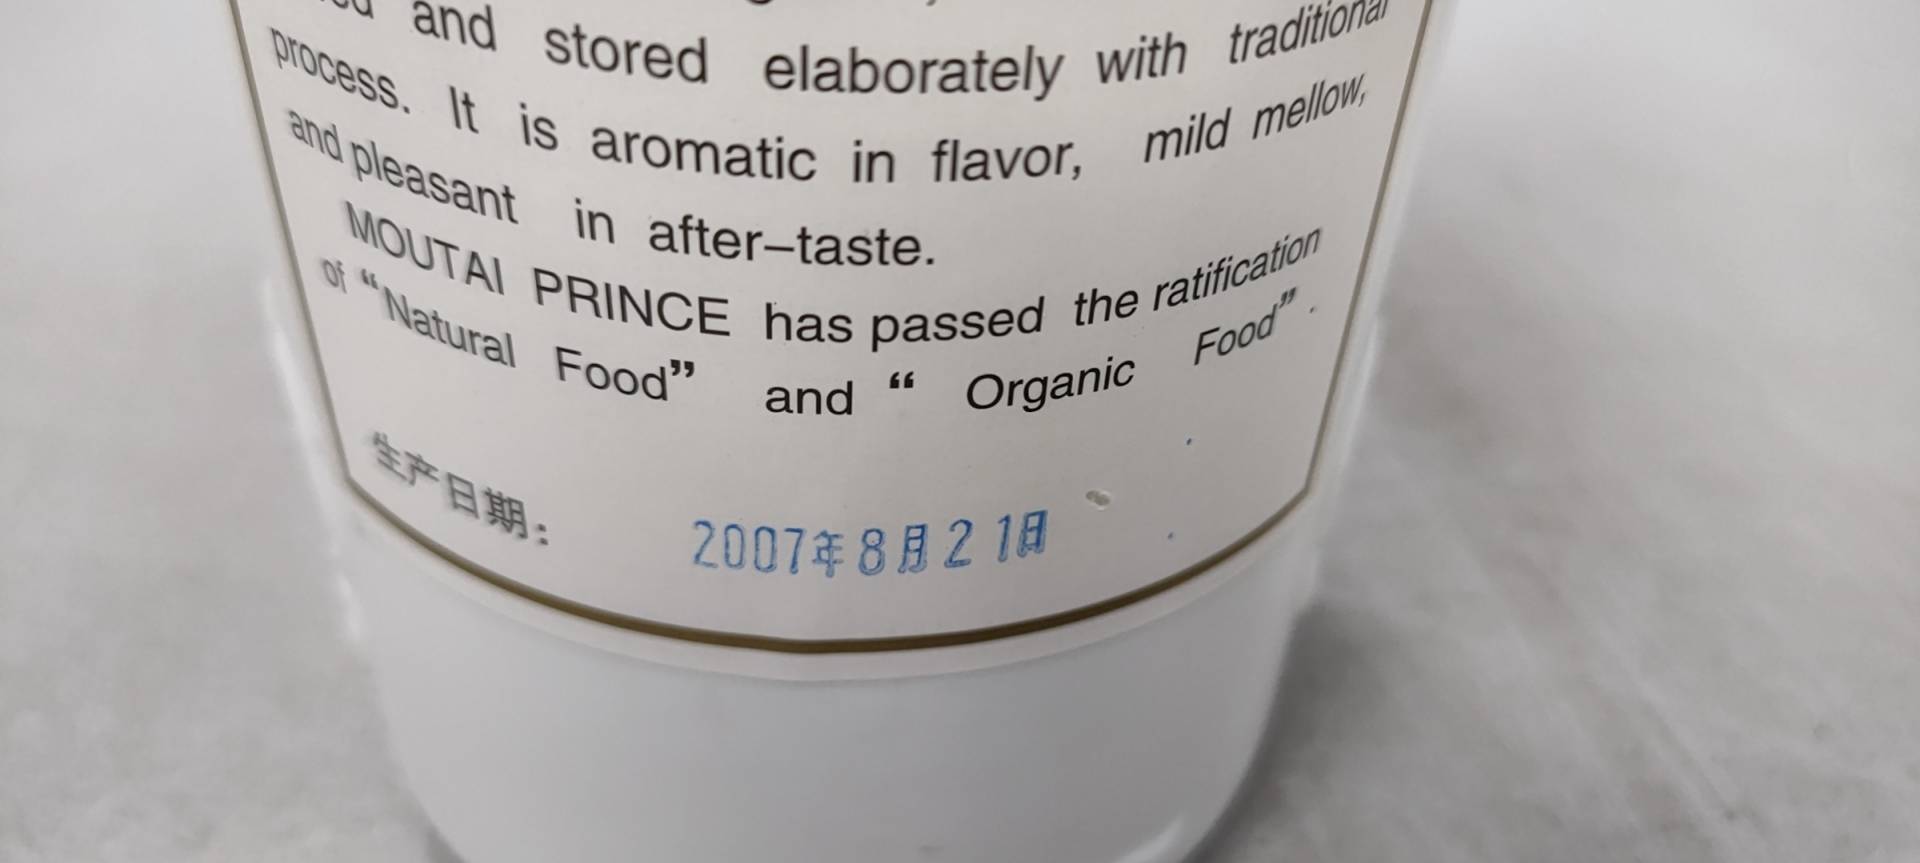 and stored elaborately with traditional
process. It is aromatic in flavor, mild mellow,
and pleasant in after-taste.
MOUTAI PRINCE has passed the ratification
of “Natural Food” and “ Organic Food”.
生产日期: 2007年8月21日